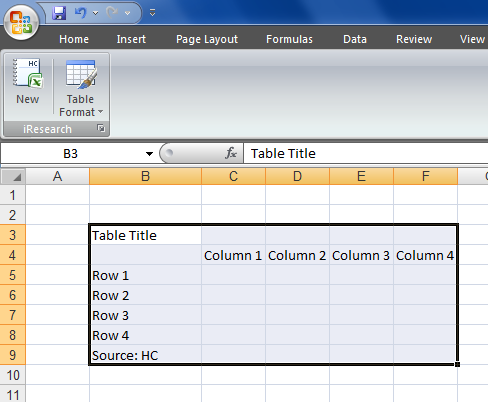 Home Insert Page Layout Formulas Data Review View
HC
New Table Format
iResearch
B3 fx Table Title
A B C D E F
1
2
3 Table Title
4 Column 1 Column 2 Column 3 Column 4
5 Row 1
6 Row 2
7 Row 3
8 Row 4
9 Source: HC
10
11